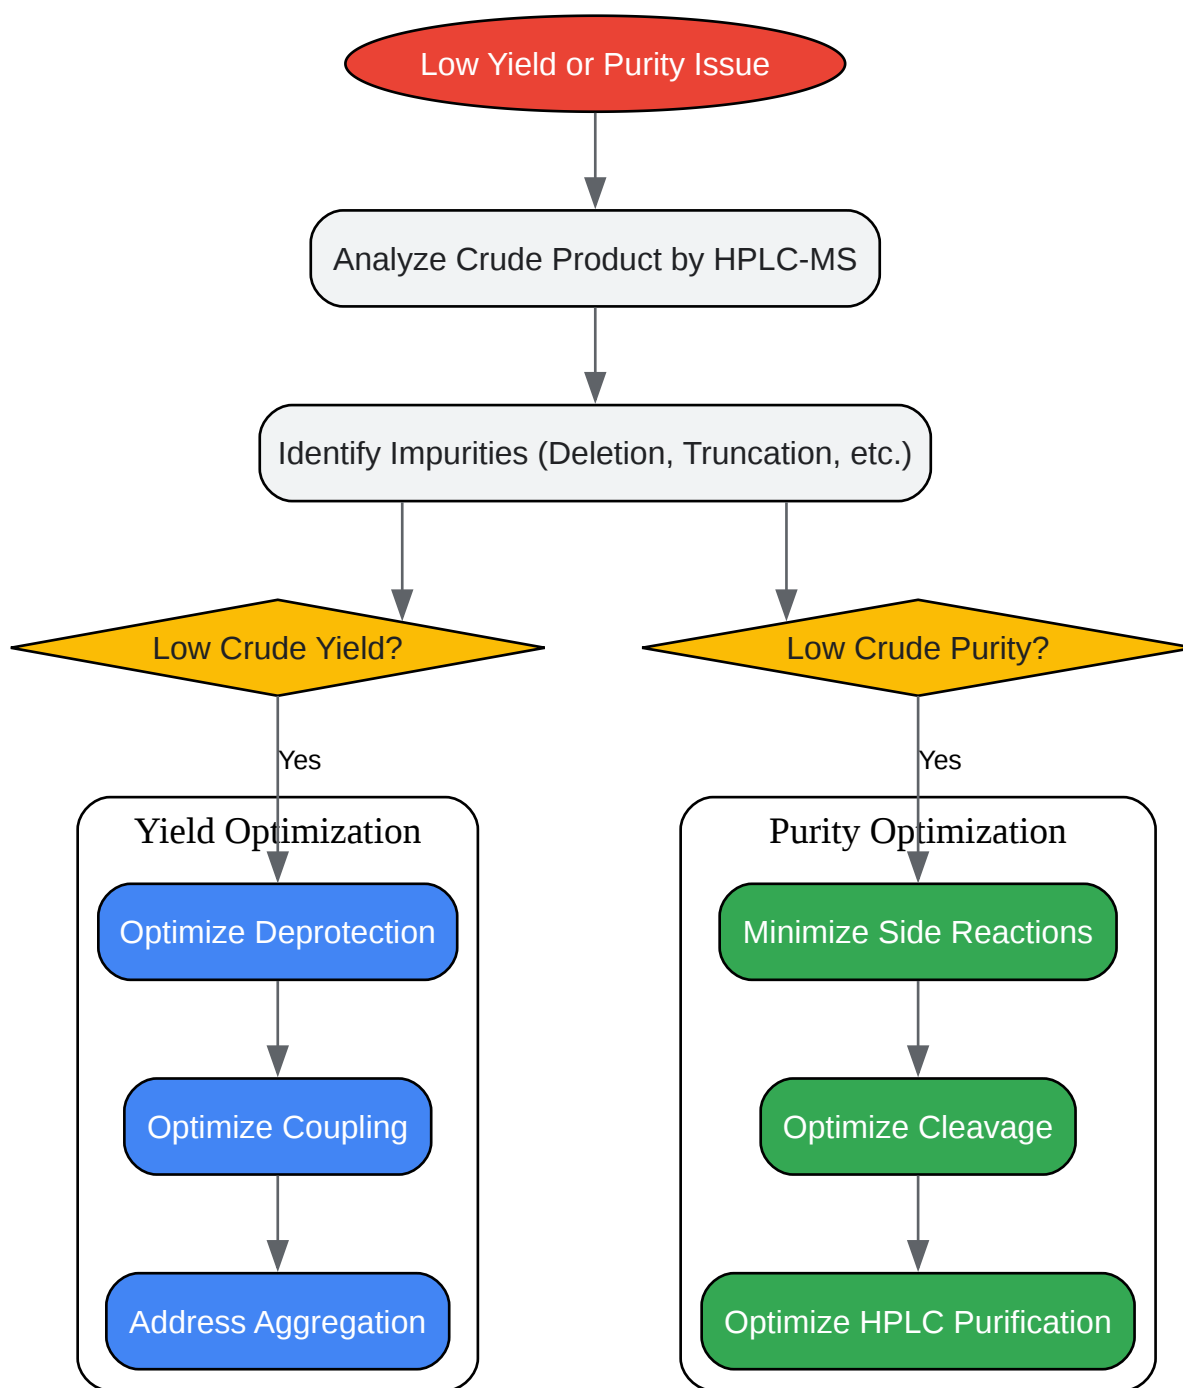 Low Yield or Purity Issue
Analyze Crude Product by HPLC-MS
Identify Impurities (Deletion, Truncation, etc.)
Low Crude Yield?
Low Crude Purity?
Yes
Yes
Yield Optimization
Purity Optimization
Optimize Deprotection
Minimize Side Reactions
Optimize Coupling
Optimize Cleavage
Address Aggregation
Optimize HPLC Purification